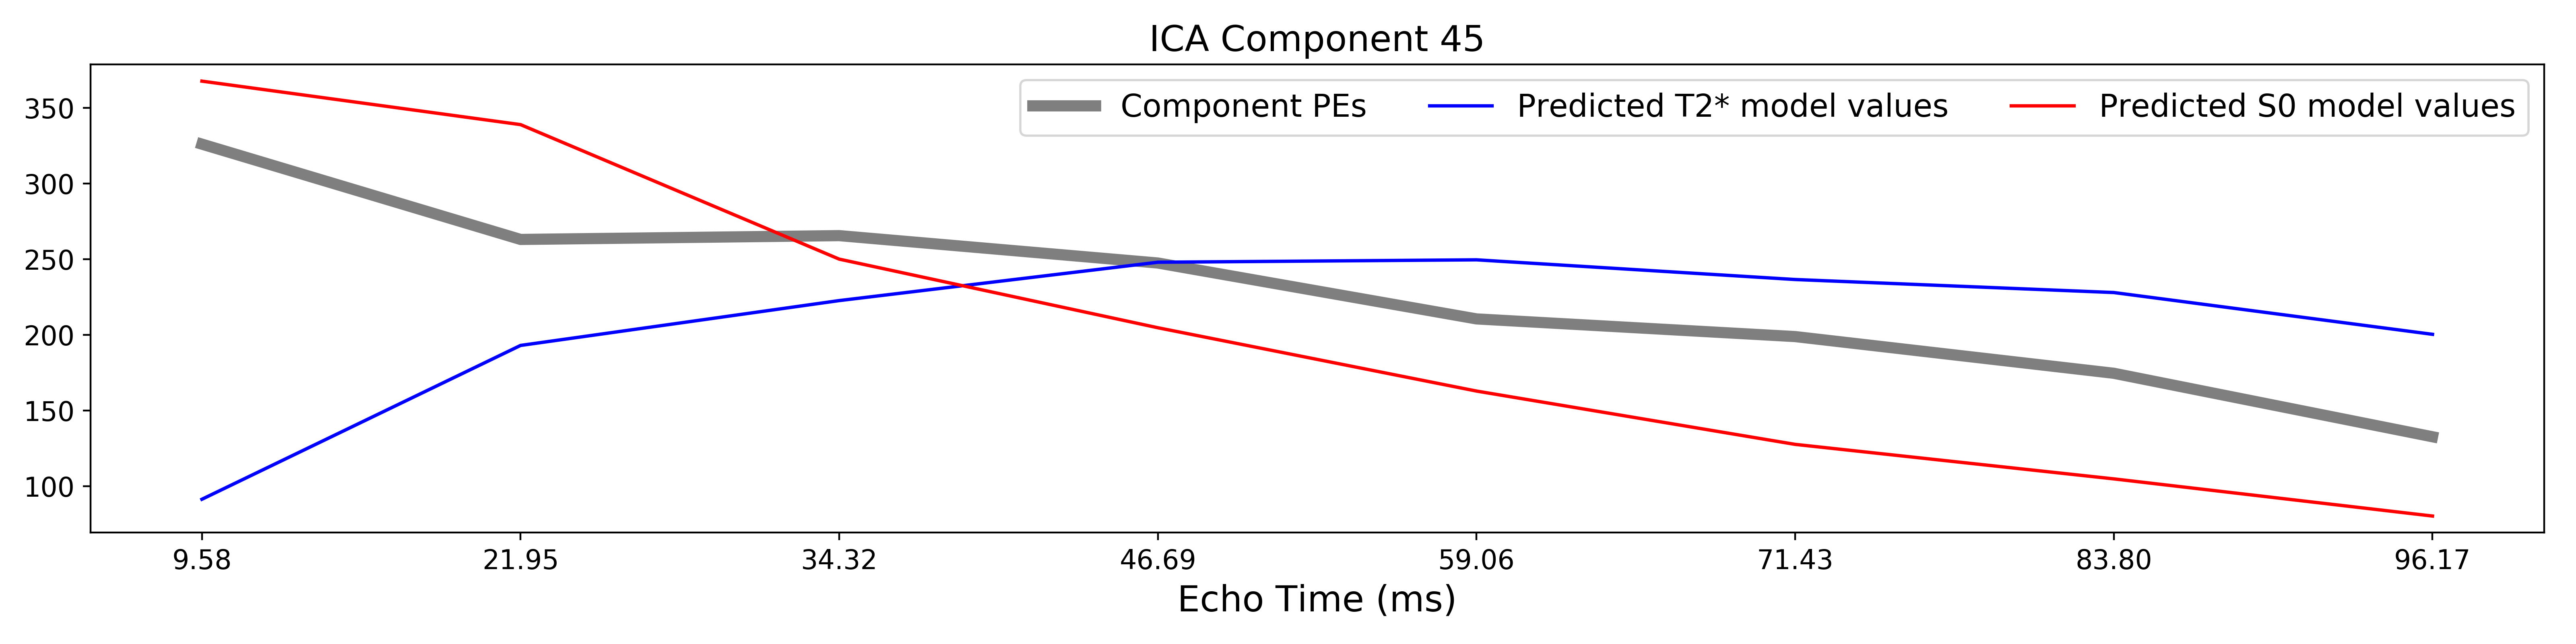 ICA Component 45
Component PEs Predicted T2* model values Predicted S0 model values
350
300
250
200
150
100
9.58 21.95 34.32 46.69 59.06 71.43 83.80 96.17
Echo Time (ms)